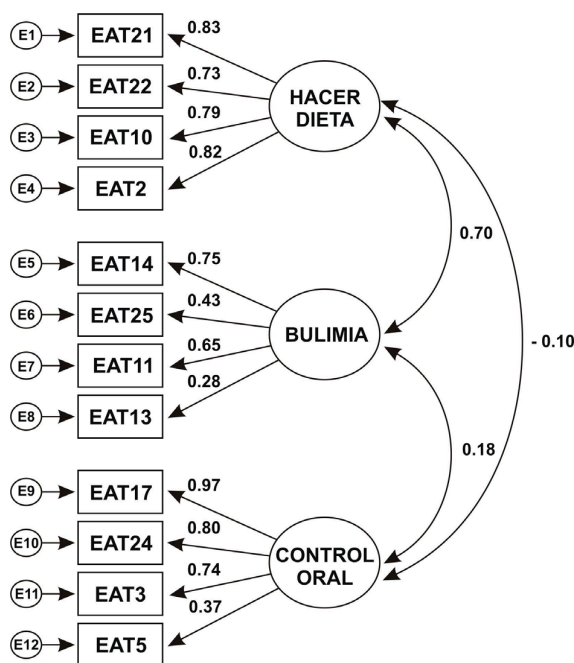 E1 EAT21 0.83
E2 EAT22 0.73
HACER
DIETA
E3 EAT10 0.79
E4 EAT2 0.82
0.70
E5 EAT14 0.75
E6 EAT25 0.43
BULIMIA
- 0.10
E7 EAT11 0.65
E8 EAT13 0.28
0.18
E9 EAT17 0.97
E10 EAT24 0.80
CONTROL
ORAL
E11 EAT3 0.74
E12 EAT5 0.37